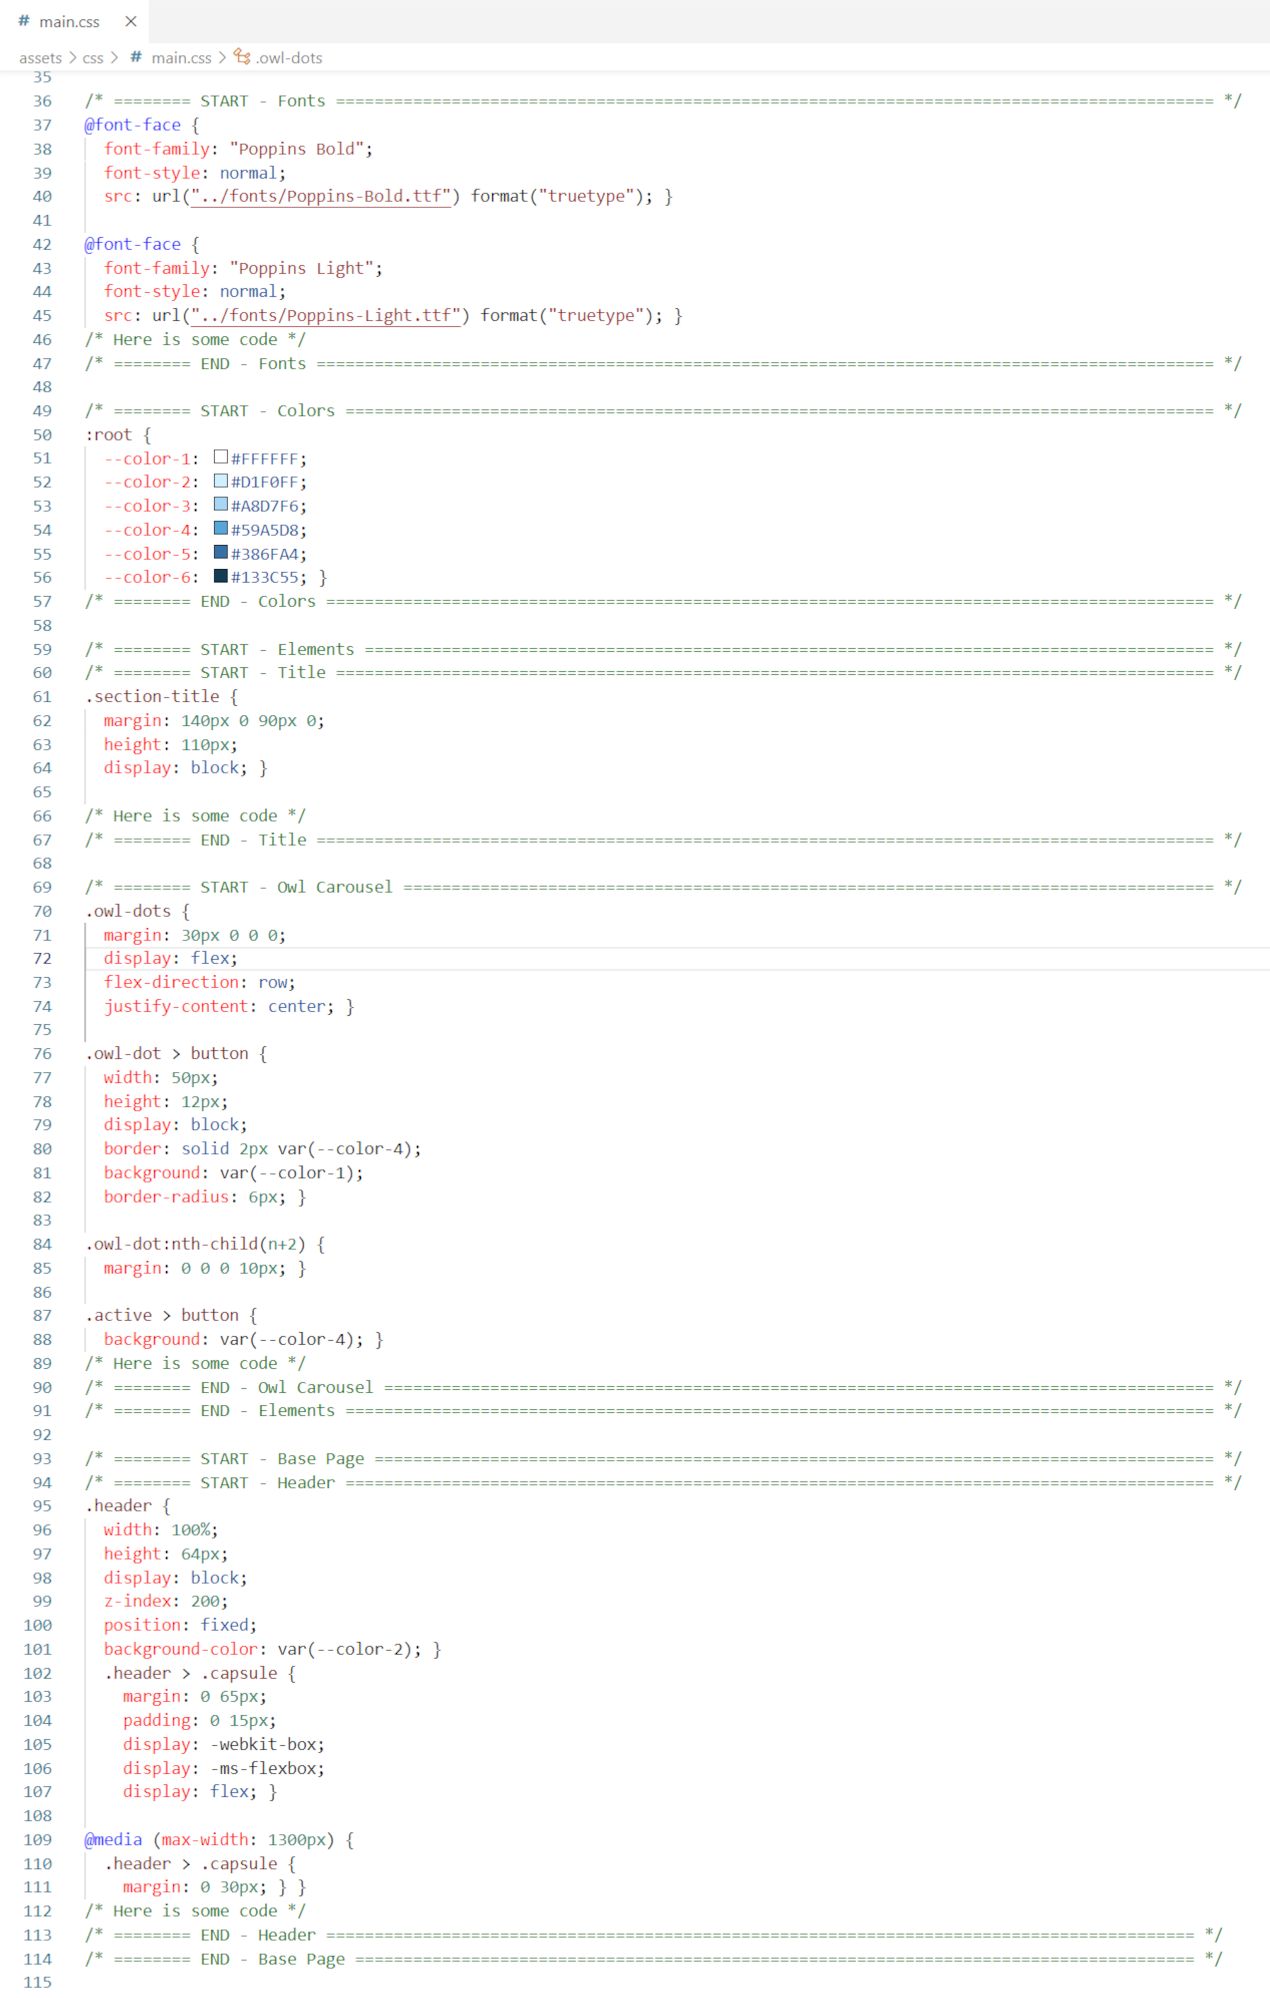 # main.css ×
assets > css > # main.css > .owl-dots
35
36 /* ======== START - Fonts =========================================================================================== */
37 @font-face {
38   font-family: "Poppins Bold";
39   font-style: normal;
40   src: url("../fonts/Poppins-Bold.ttf") format("truetype"); }
41
42 @font-face {
43   font-family: "Poppins Light";
44   font-style: normal;
45   src: url("../fonts/Poppins-Light.ttf") format("truetype"); }
46 /* Here is some code */
47 /* ======== END - Fonts ============================================================================================= */
48
49 /* ======== START - Colors ========================================================================================== */
50 :root {
51   --color-1: #FFFFFF;
52   --color-2: #D1F0FF;
53   --color-3: #A8D7F6;
54   --color-4: #59A5D8;
55   --color-5: #386FA4;
56   --color-6: #133C55; }
57 /* ======== END - Colors ============================================================================================ */
58
59 /* ======== START - Elements ======================================================================================== */
60 /* ======== START - Title =========================================================================================== */
61 .section-title {
62   margin: 140px 0 90px 0;
63   height: 110px;
64   display: block; }
65
66 /* Here is some code */
67 /* ======== END - Title ============================================================================================= */
68
69 /* ======== START - Owl Carousel ==================================================================================== */
70 .owl-dots {
71   margin: 30px 0 0 0;
72   display: flex;
73   flex-direction: row;
74   justify-content: center; }
75
76 .owl-dot > button {
77   width: 50px;
78   height: 12px;
79   display: block;
80   border: solid 2px var(--color-4);
81   background: var(--color-1);
82   border-radius: 6px; }
83
84 .owl-dot:nth-child(n+2) {
85   margin: 0 0 0 10px; }
86
87 .active > button {
88   background: var(--color-4); }
89 /* Here is some code */
90 /* ======== END - Owl Carousel ====================================================================================== */
91 /* ======== END - Elements ========================================================================================== */
92
93 /* ======== START - Base Page ======================================================================================= */
94 /* ======== START - Header ========================================================================================== */
95 .header {
96   width: 100%;
97   height: 64px;
98   display: block;
99   z-index: 200;
100   position: fixed;
101   background-color: var(--color-2); }
102   .header > .capsule {
103     margin: 0 65px;
104     padding: 0 15px;
105     display: -webkit-box;
106     display: -ms-flexbox;
107     display: flex; }
108
109 @media (max-width: 1300px) {
110   .header > .capsule {
111     margin: 0 30px; } }
112 /* Here is some code */
113 /* ======== END - Header ========================================================================================== */
114 /* ======== END - Base Page ======================================================================================= */
115